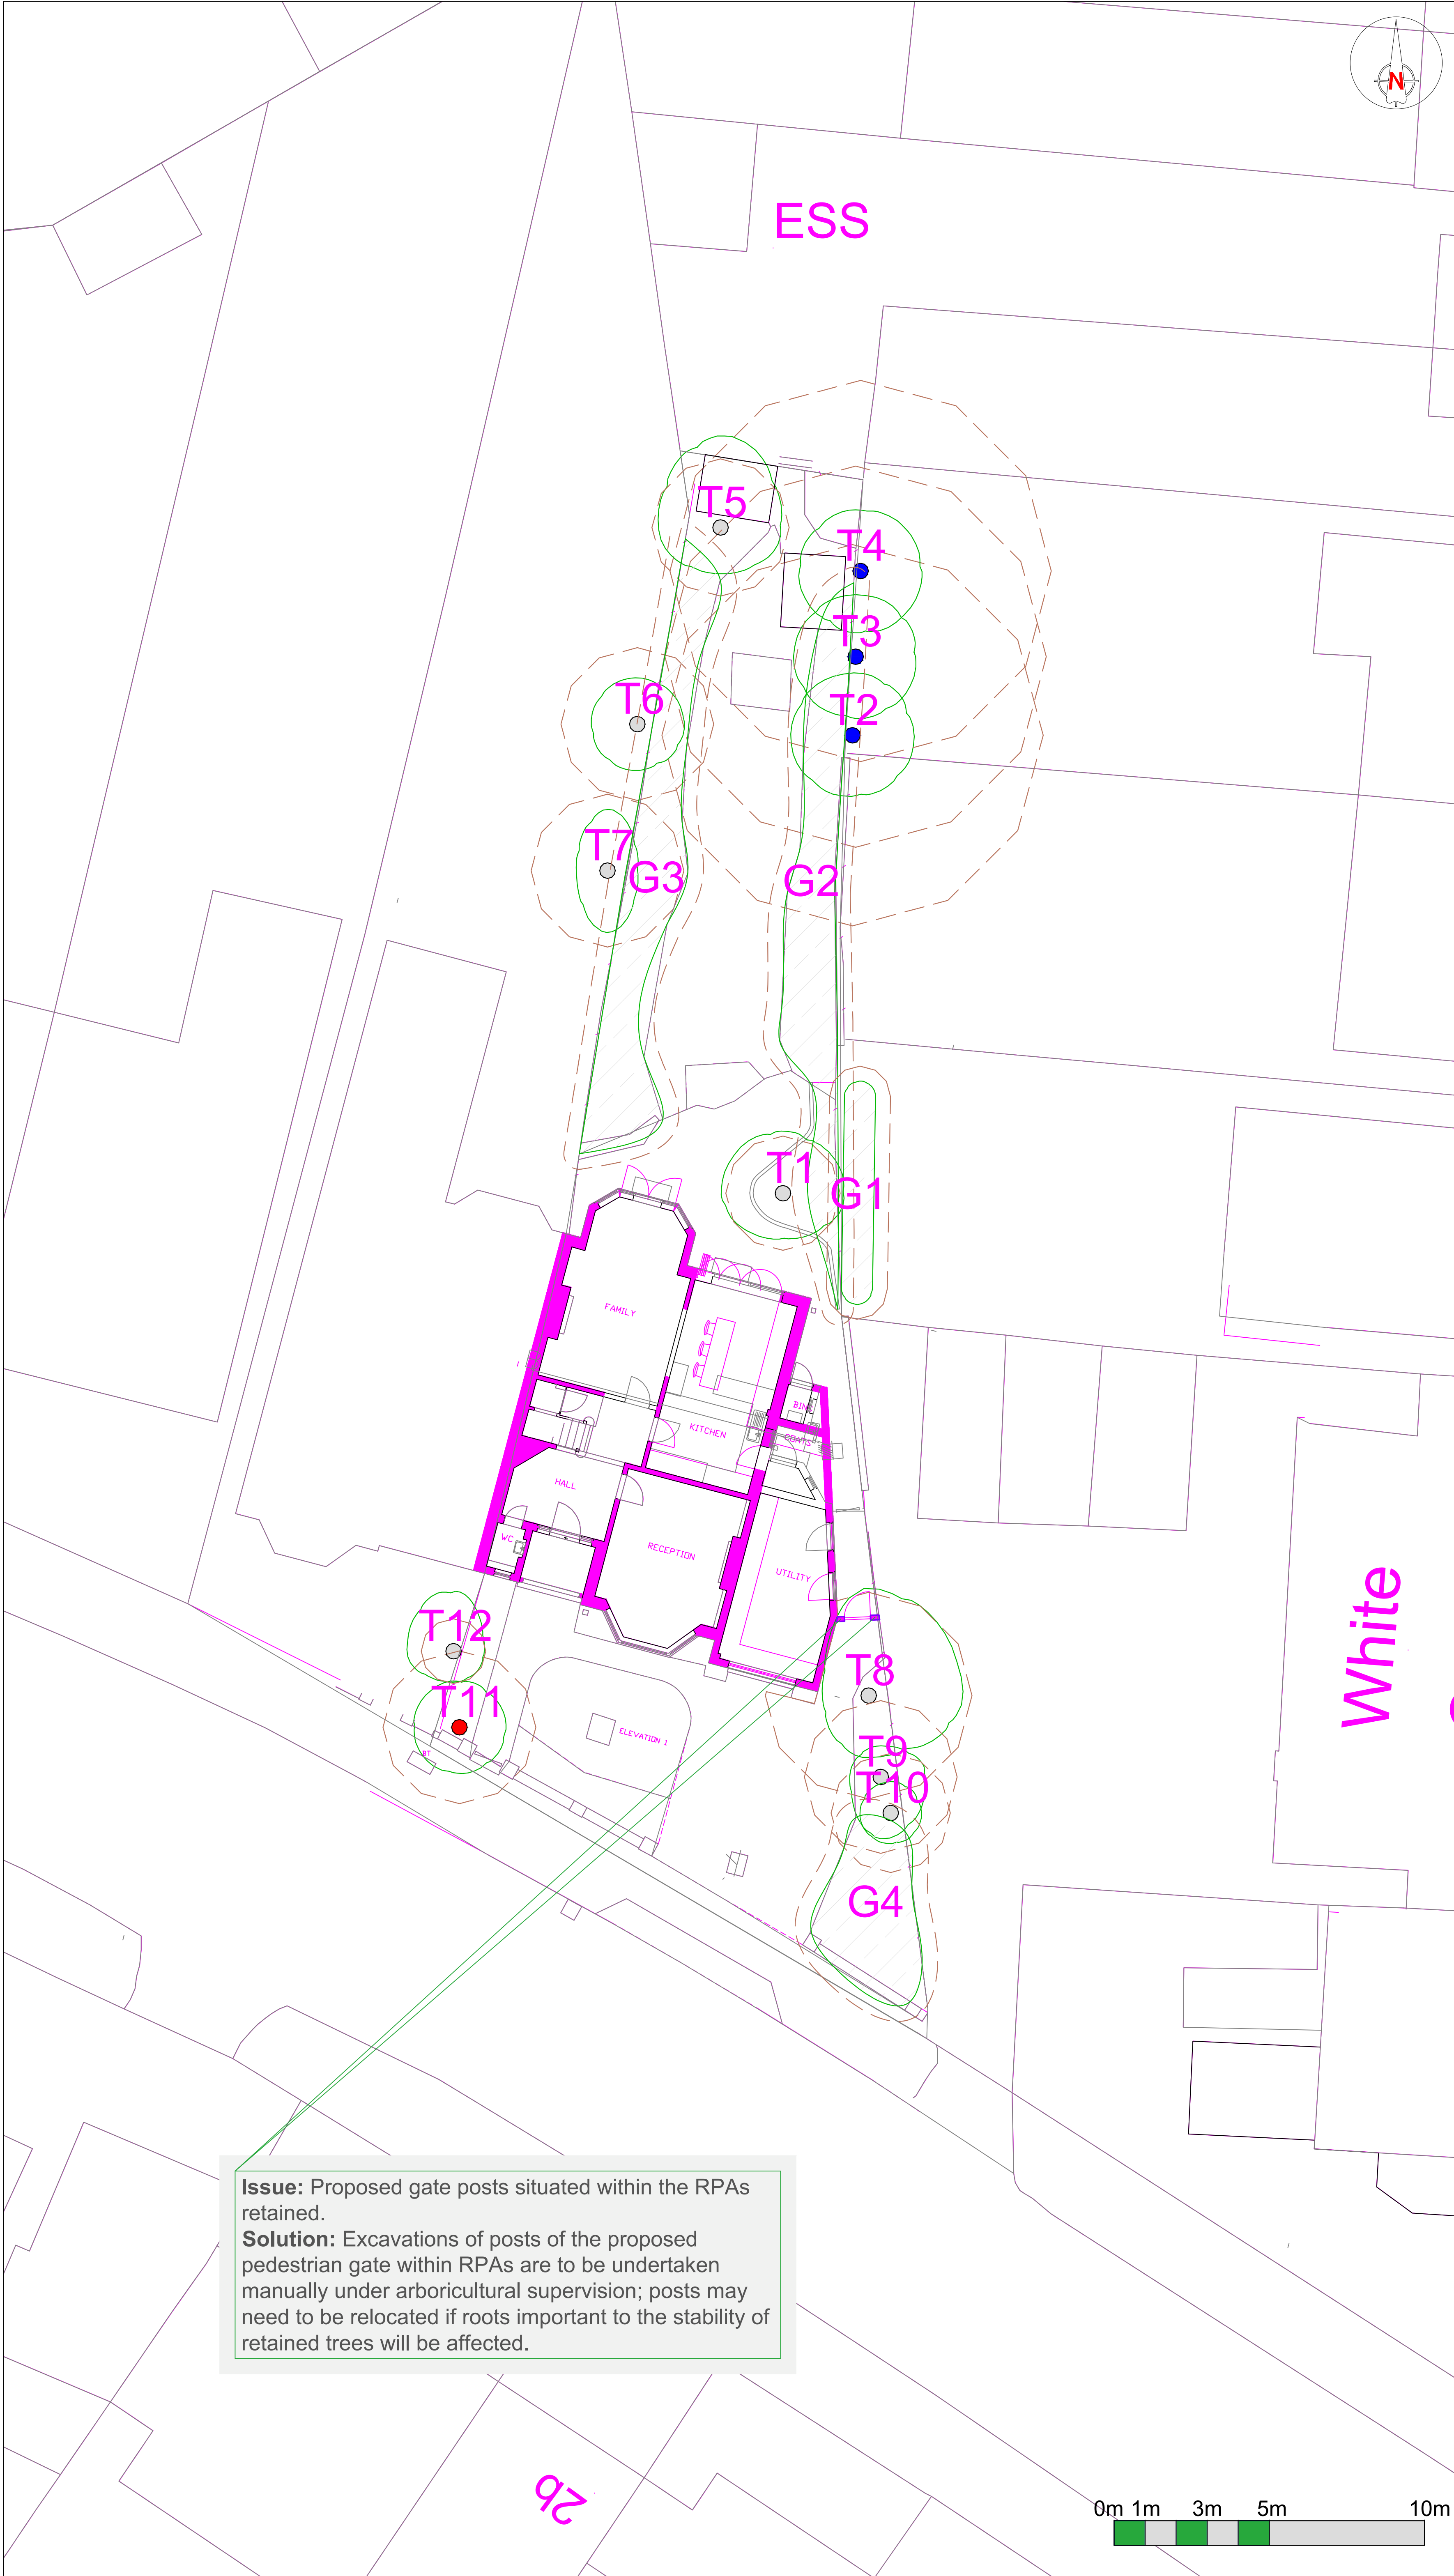 N
ESS
T5
T4
T3
T2
T6
T7
G3
G2
T1
G1
FAMILY
BINS
KITCHEN
COATS
HALL
WC
RECEPTION
UTILITY
White
T12
T8
T11
ELEVATION 1
BT
T9
T10
G4
Issue: Proposed gate posts situated within the RPAs
retained.
Solution: Excavations of posts of the proposed
pedestrian gate within RPAs are to be undertaken
manually under arboricultural supervision; posts may
need to be relocated if roots important to the stability of
retained trees will be affected.
2b
0m 1m 3m 5m 10m